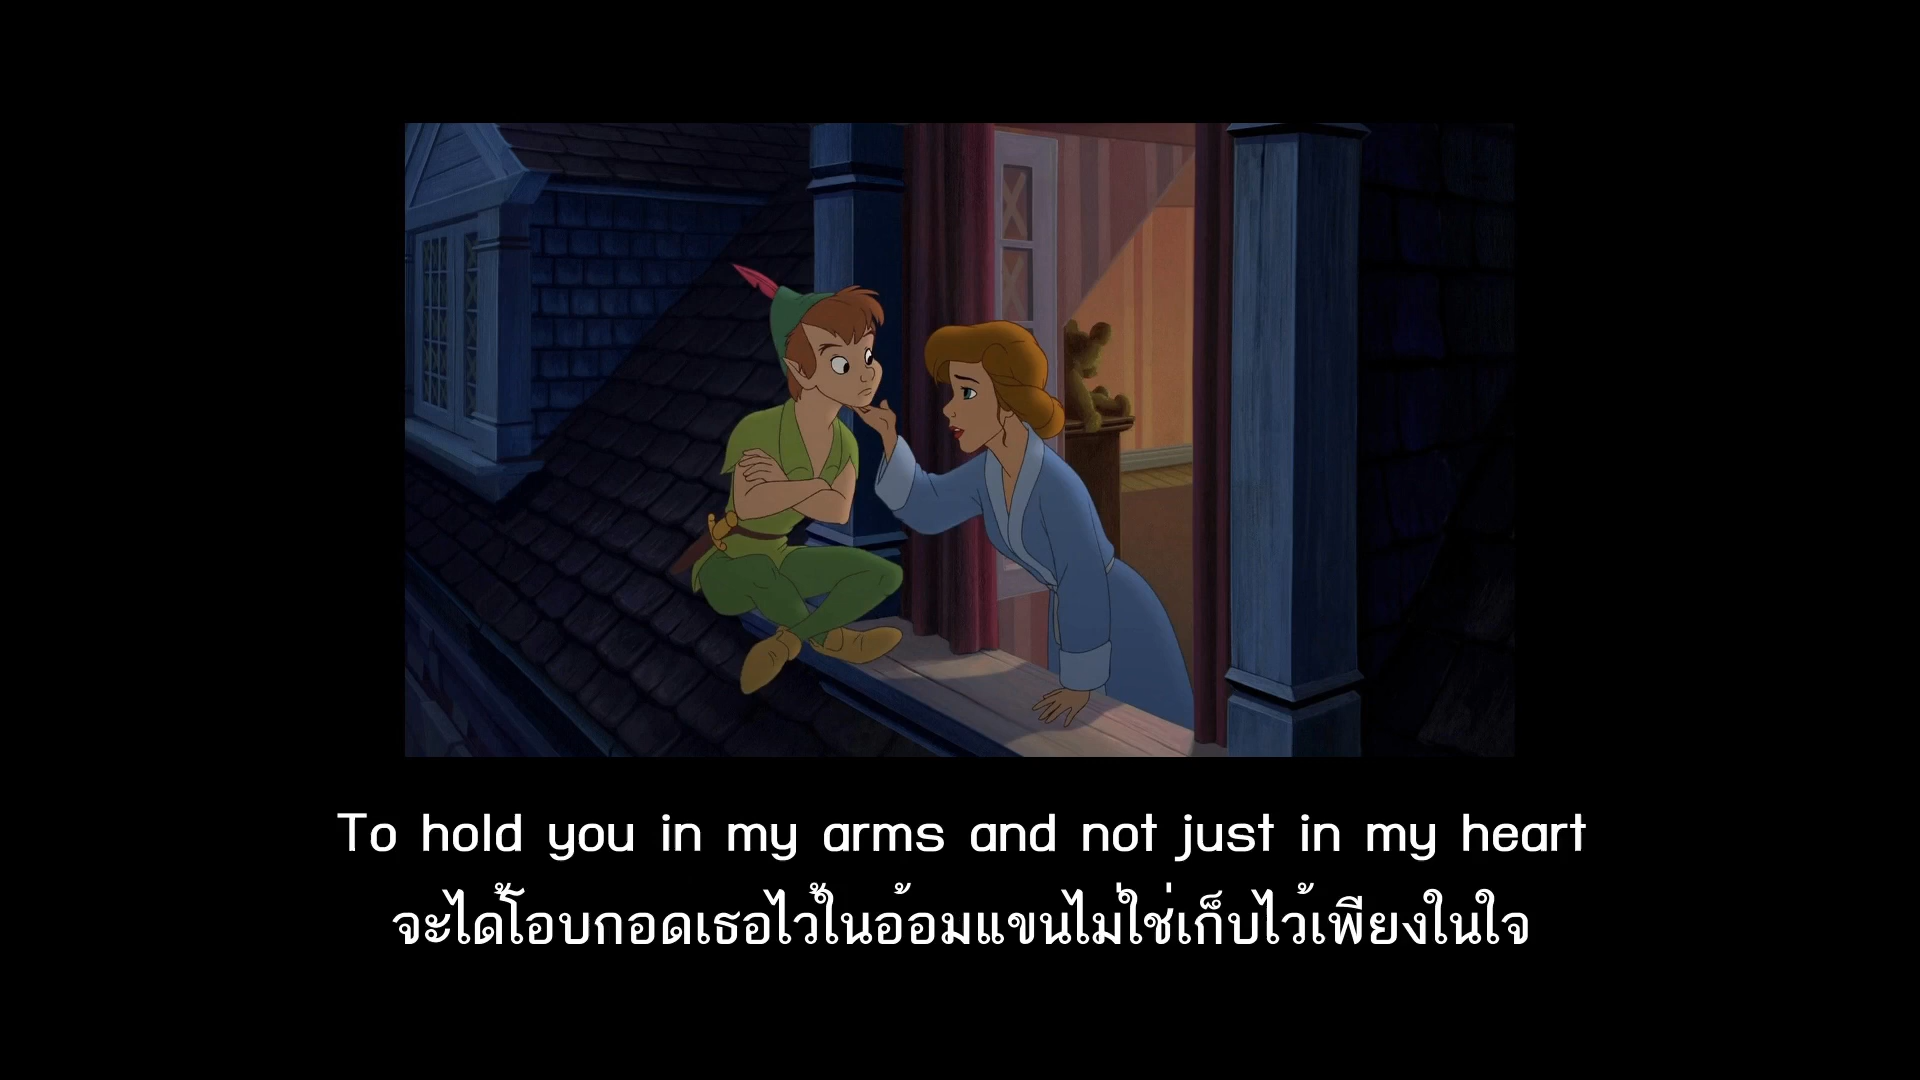 To hold you in my arms and not just in my heart
จะได้โอบกอดเธอไว้ในอ้อมแขนไม่ใช่เก็บไว้เพียงในใจ